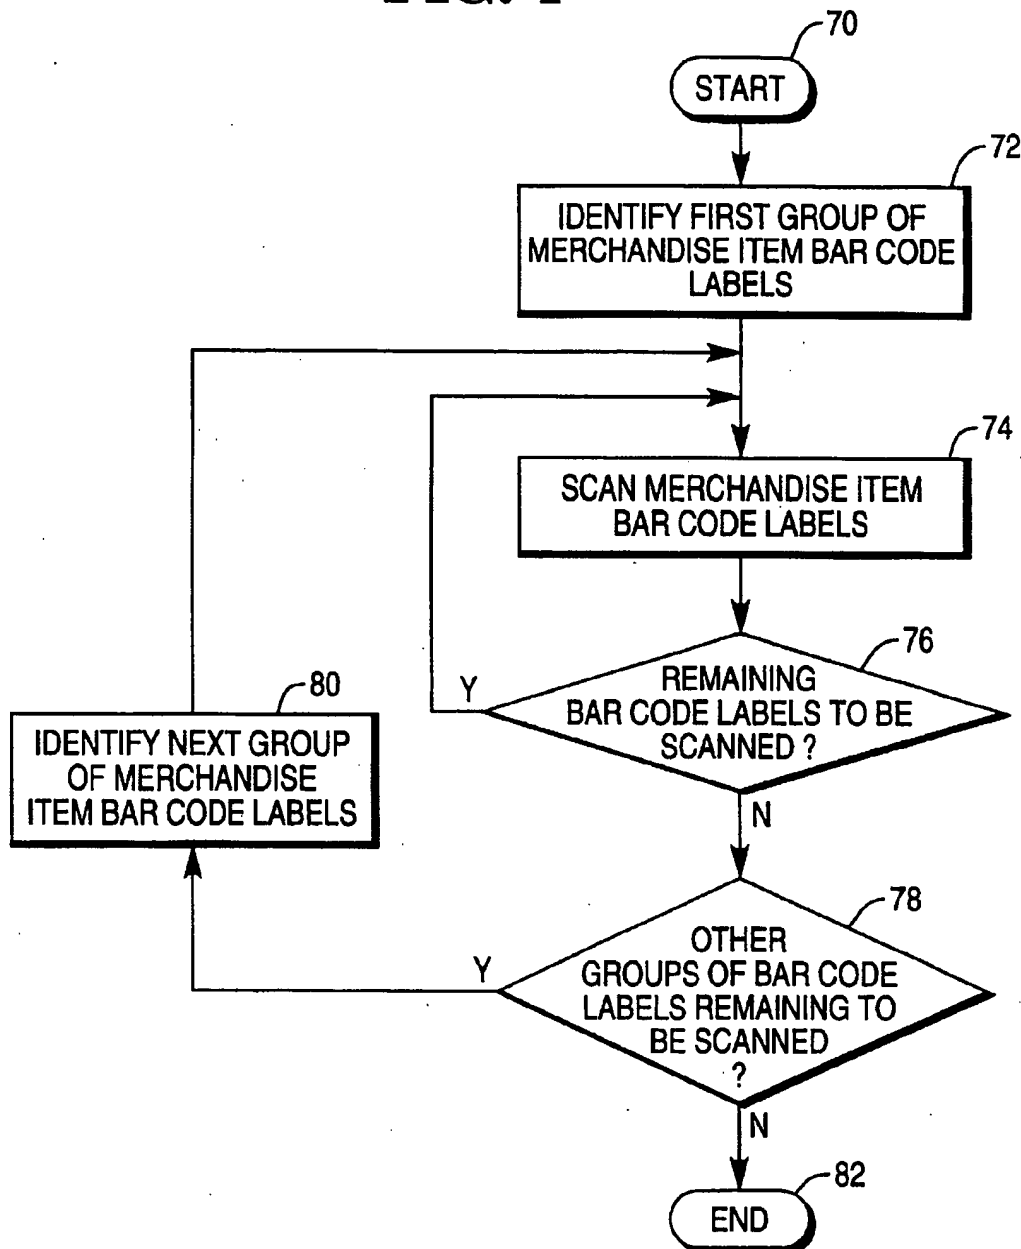 70
START
72
IDENTIFY FIRST GROUP OF
MERCHANDISE ITEM BAR CODE
LABELS
74
SCAN MERCHANDISE ITEM
BAR CODE LABELS
76
REMAINING
BAR CODE LABELS TO BE
SCANNED ?
Y
N
80
IDENTIFY NEXT GROUP
OF MERCHANDISE
ITEM BAR CODE LABELS
78
OTHER
GROUPS OF BAR CODE
LABELS REMAINING TO
BE SCANNED
?
Y
N
82
END